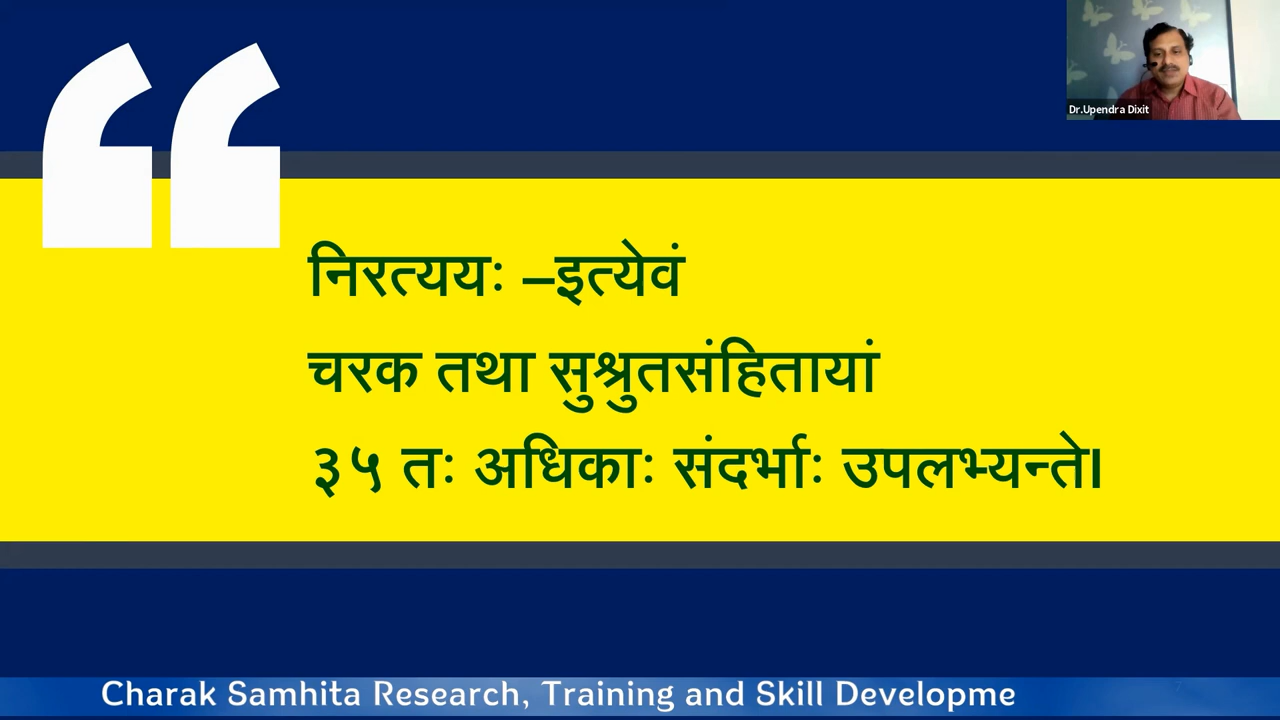 Dr.Upendra Dixit
निरत्ययः –इत्येवं
चरक तथा सुश्रुतसंहितायां
३५ तः अधिकाः संदर्भाः उपलभ्यन्ते।
Charak Samhita Research, Training and Skill Developme